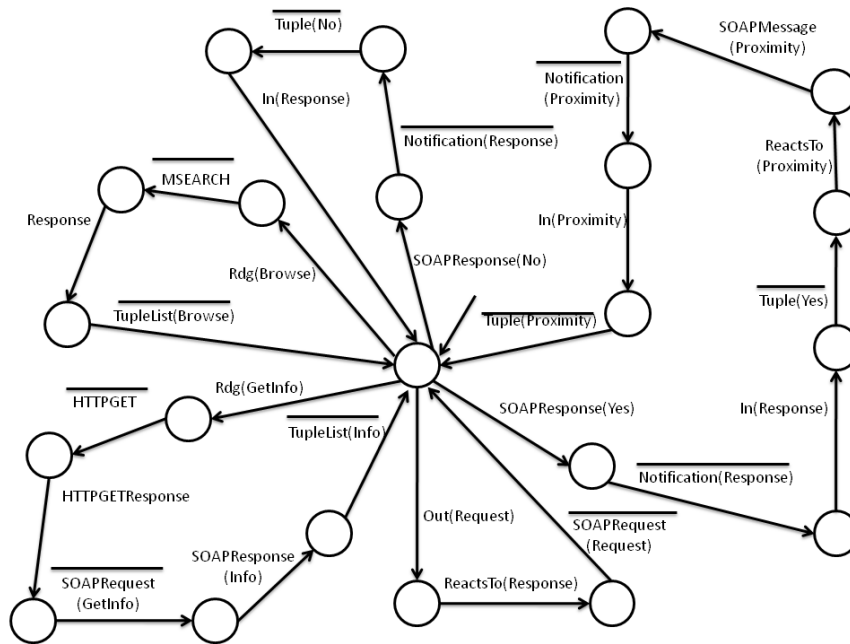 Tuple(No)
In(Response)
Notification(Response)
SOAPResponse(No)
SOAPMessage
(Proximity)
Notification
(Proximity)
ReactsTo
(Proximity)
In(Proximity)
Tuple(Proximity)
Tuple(Yes)
In(Response)
MSEARCH
Response
Rdg(Browse)
TupleList(Browse)
Rdg(GetInfo)
HTTPGET
HTTPGETResponse
SOAPRequest
(GetInfo)
SOAPResponse
(Info)
TupleList(Info)
Out(Request)
ReactsTo(Response)
SOAPRequest
(Request)
SOAPResponse(Yes)
Notification(Response)